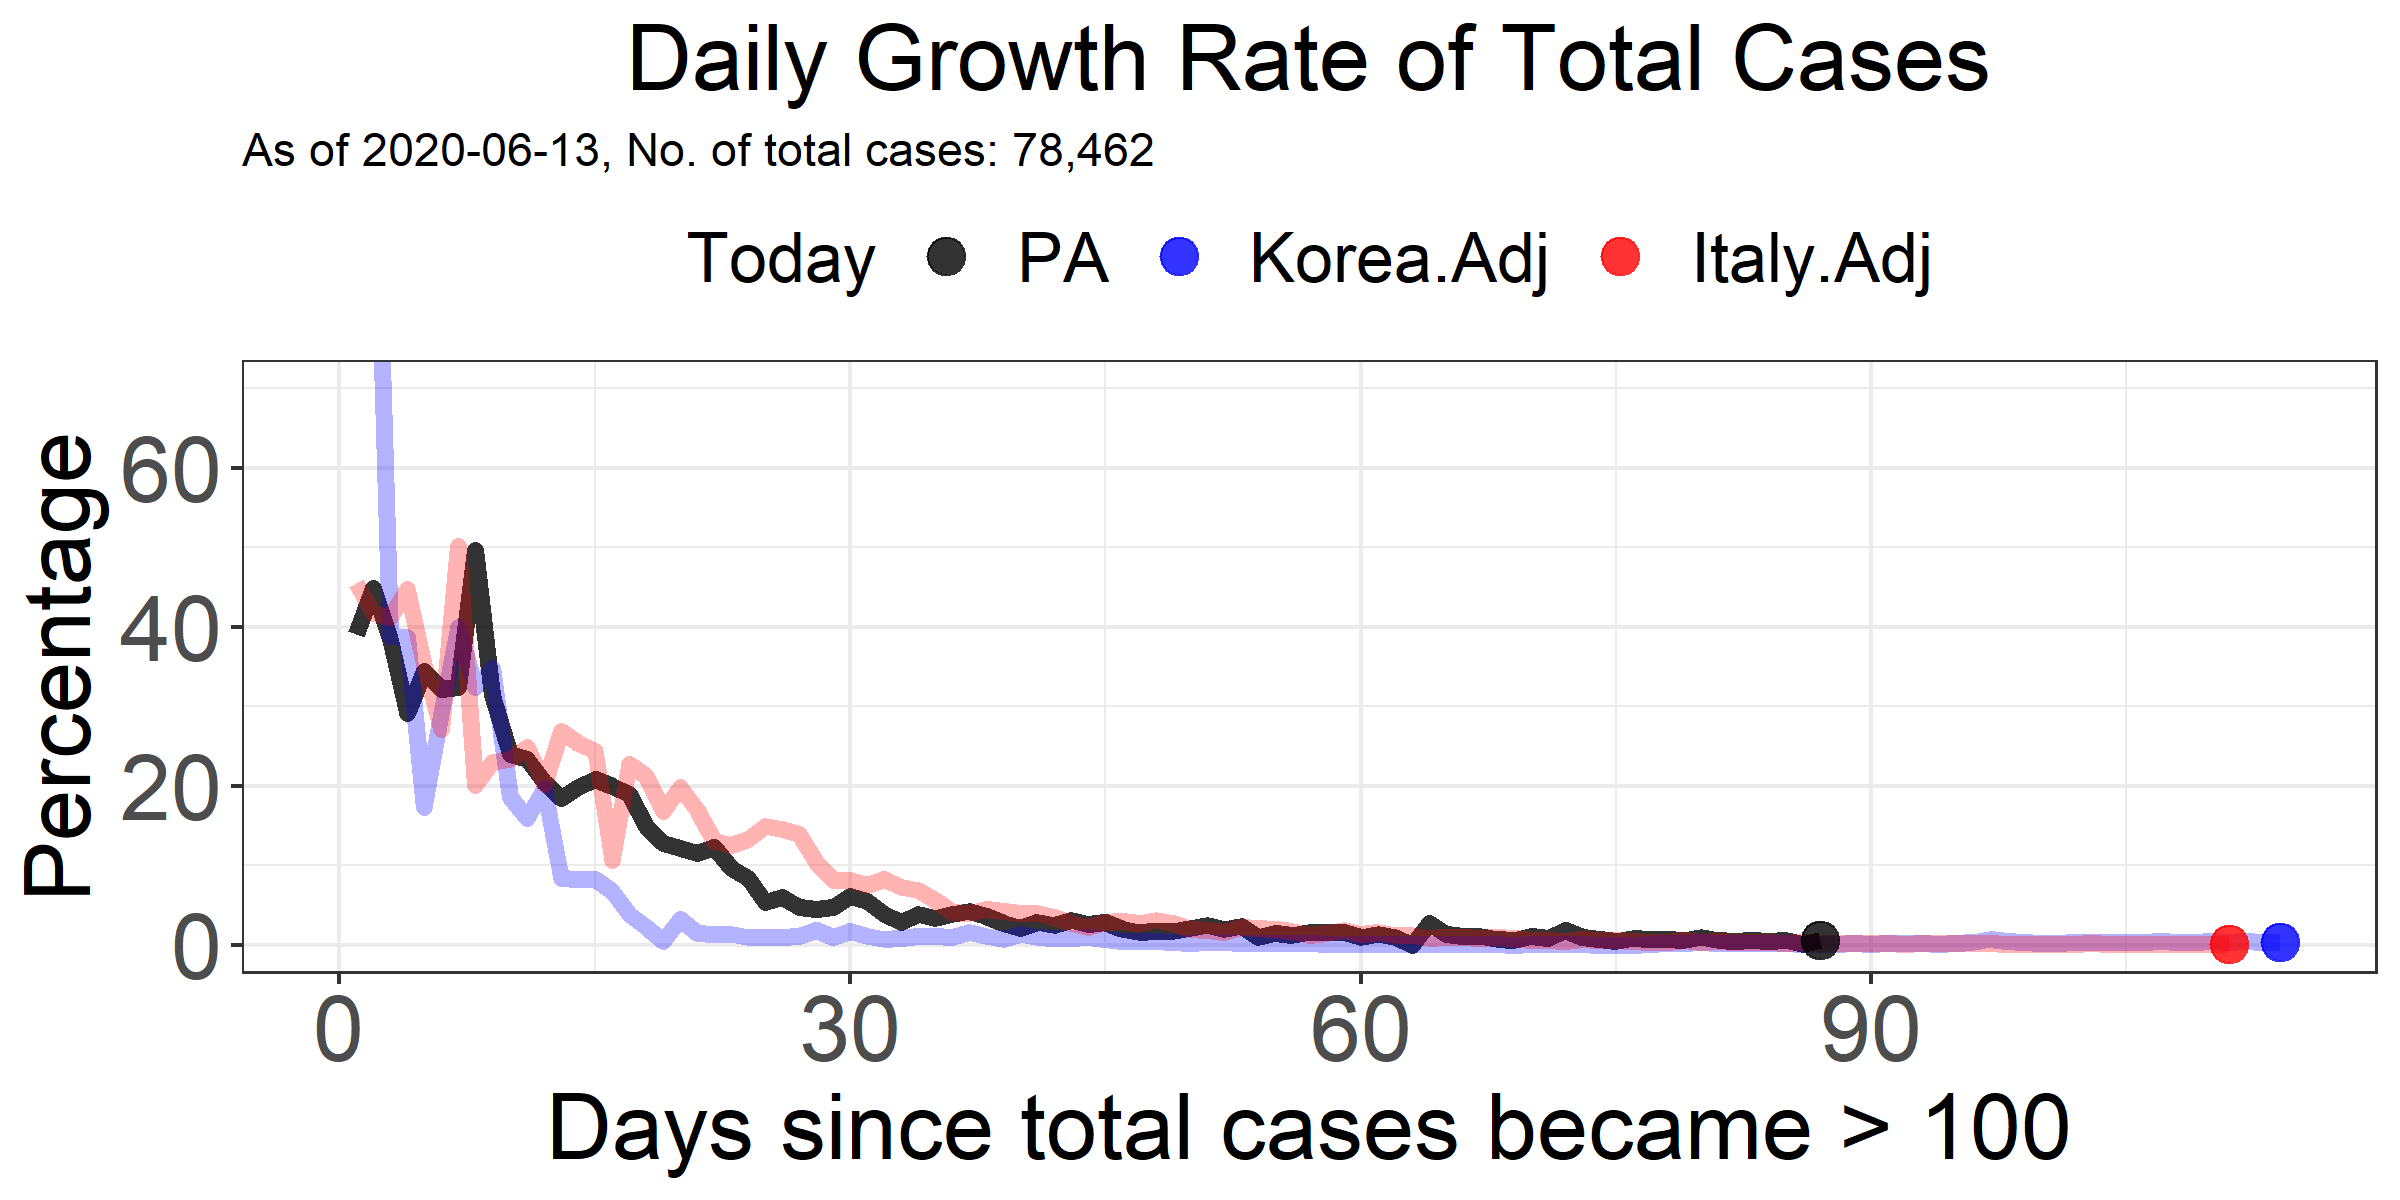 Daily Growth Rate of Total Cases
As of 2020-06-13, No. of total cases: 78,462
Today PA Korea.Adj Italy.Adj
Percentage
60
40
20
0
0 30 60 90
Days since total cases became > 100